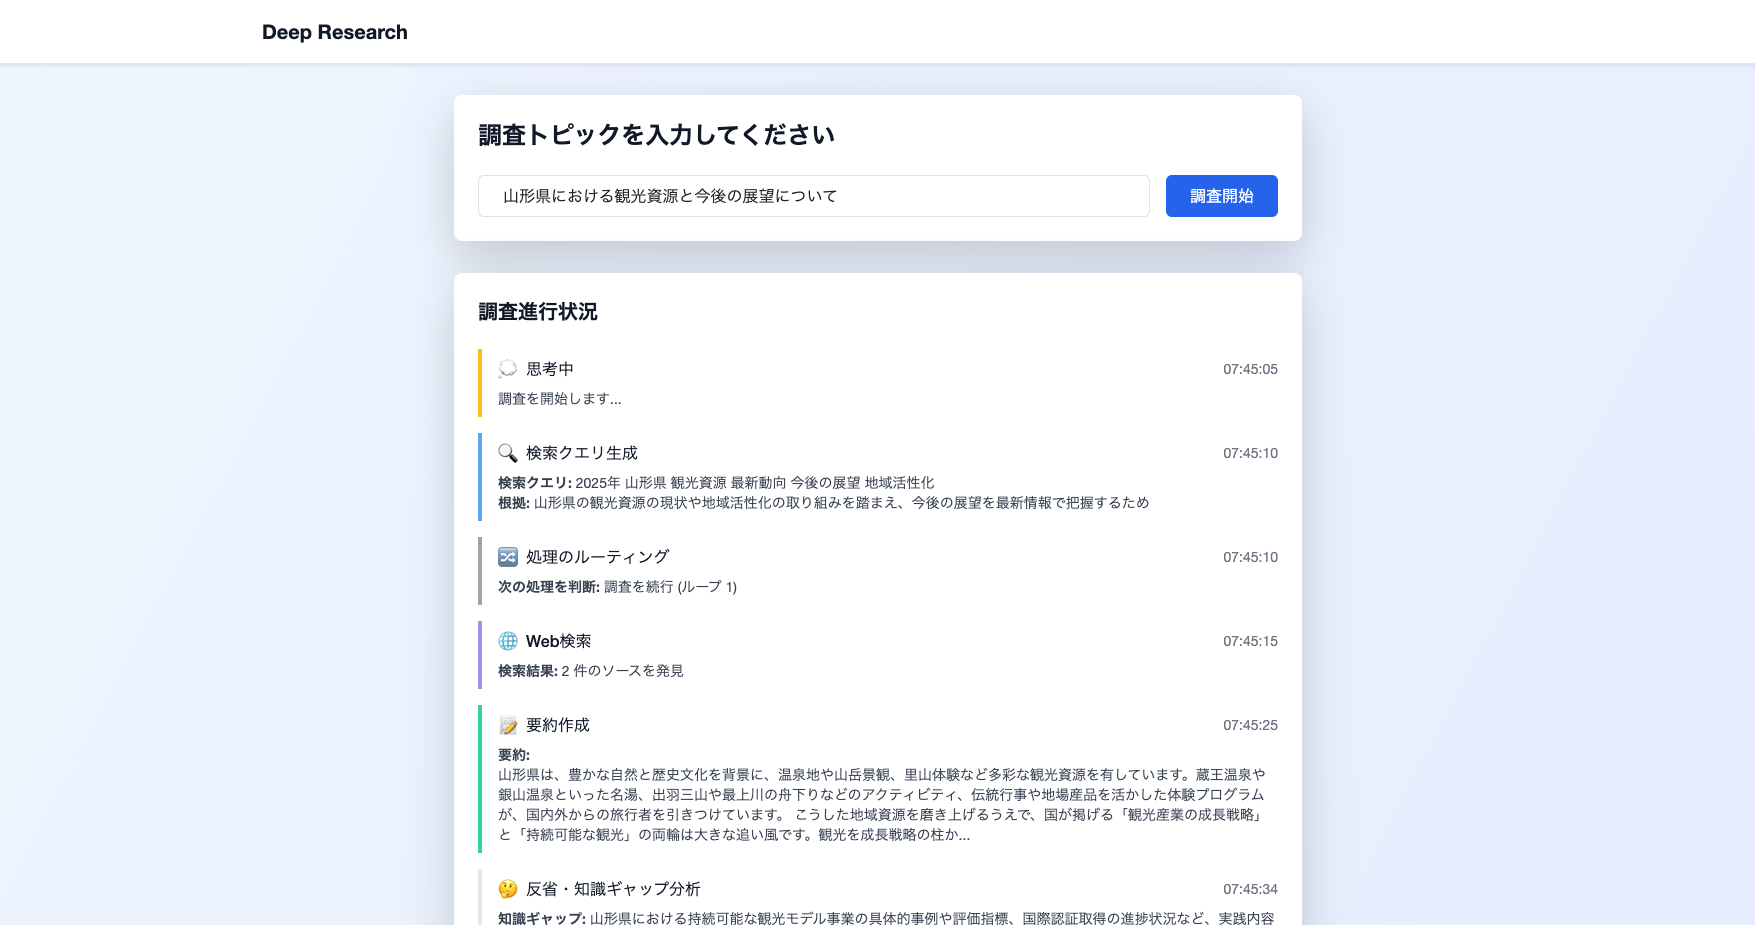 Deep Research
調査トピックを入力してください
山形県における観光資源と今後の展望について
調査開始
調査進行状況
思考中 07:45:05
調査を開始します...
検索クエリ生成 07:45:10
検索クエリ: 2025年 山形県 観光資源 最新動向 今後の展望 地域活性化
根拠: 山形県の観光資源の現状や地域活性化の取り組みを踏まえ、今後の展望を最新情報で把握するため
処理のルーティング 07:45:10
次の処理を判断: 調査を続行 (ループ 1)
Web検索 07:45:15
検索結果: 2 件のソースを発見
要約作成 07:45:25
要約:
山形県は、豊かな自然と歴史文化を背景に、温泉地や山岳景観、里山体験など多彩な観光資源を有しています。蔵王温泉や
銀山温泉といった名湯、出羽三山や最上川の舟下りなどのアクティビティ、伝統行事や地場産品を活かした体験プログラム
が、国内外からの旅行者を引きつけています。 こうした地域資源を磨き上げるうえで、国が掲げる「観光産業の成長戦略」
と「持続可能な観光」の両輪は大きな追い風です。観光を成長戦略の柱か...
反省・知識ギャップ分析 07:45:34
知識ギャップ: 山形県における持続可能な観光モデル事業の具体的事例や評価指標、国際認証取得の進捗状況など、実践内容